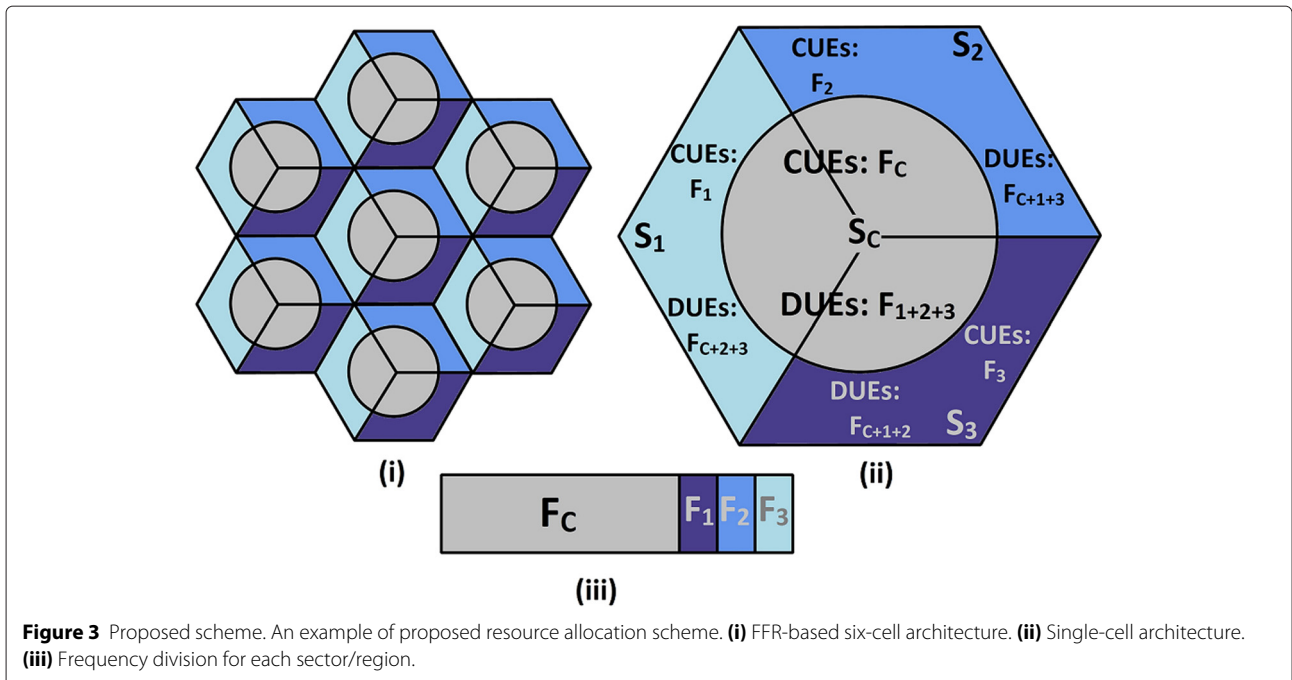 CUEs:
F2
S2
CUEs:
F1
CUEs: FC
DUEs:
FC+1+3
S1
SC
DUEs:
FC+2+3
DUEs: F1+2+3
CUEs:
F3
DUEs:
FC+1+2
S3
(i)
(ii)
FC
F1
F2
F3
(iii)
Figure 3 Proposed scheme. An example of proposed resource allocation scheme. (i) FFR-based six-cell architecture. (ii) Single-cell architecture.
(iii) Frequency division for each sector/region.